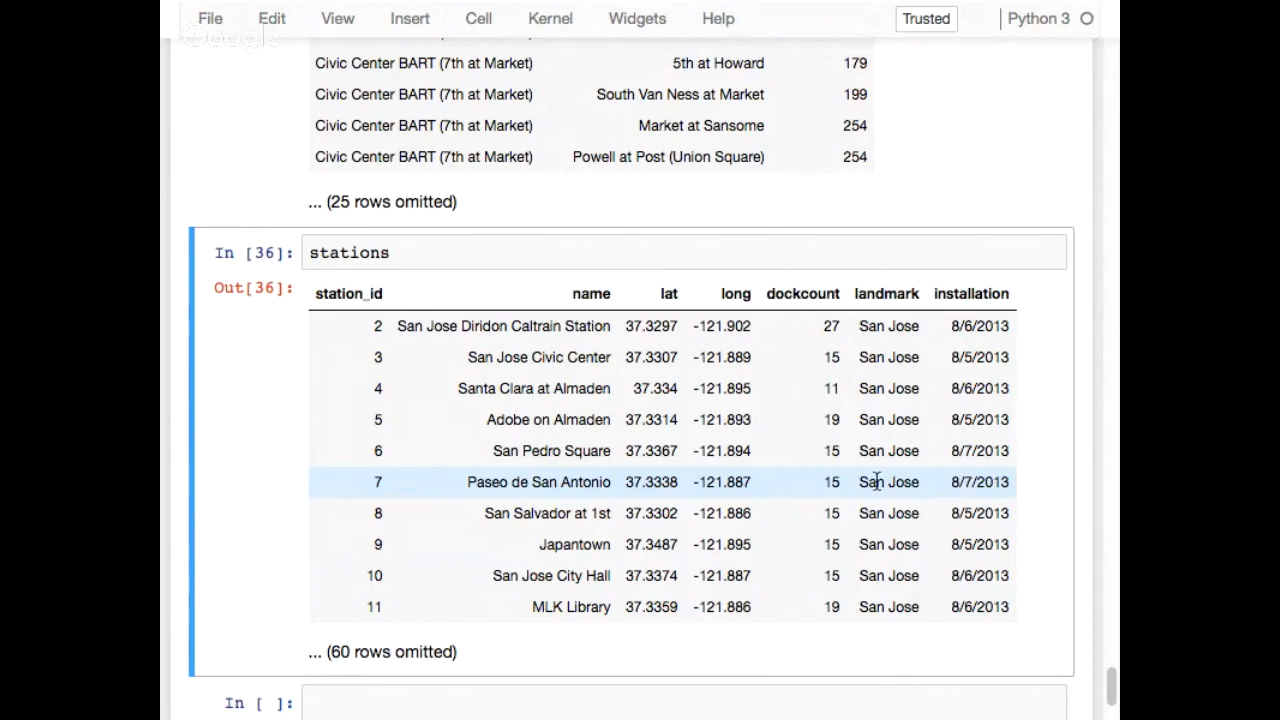 File Edit View Insert Cell Kernel Widgets Help Trusted Python 3
Google
Civic Center BART (7th at Market) 5th at Howard 179
Civic Center BART (7th at Market) South Van Ness at Market 199
Civic Center BART (7th at Market) Market at Sansome 254
Civic Center BART (7th at Market) Powell at Post (Union Square) 254
... (25 rows omitted)
In [36]: stations
Out[36]: station_id name lat long dockcount landmark installation
2 San Jose Diridon Caltrain Station 37.3297 -121.902 27 San Jose 8/6/2013
3 San Jose Civic Center 37.3307 -121.889 15 San Jose 8/5/2013
4 Santa Clara at Almaden 37.334 -121.895 11 San Jose 8/6/2013
5 Adobe on Almaden 37.3314 -121.893 19 San Jose 8/5/2013
6 San Pedro Square 37.3367 -121.894 15 San Jose 8/7/2013
7 Paseo de San Antonio 37.3338 -121.887 15 San Jose 8/7/2013
8 San Salvador at 1st 37.3302 -121.886 15 San Jose 8/5/2013
9 Japantown 37.3487 -121.895 15 San Jose 8/5/2013
10 San Jose City Hall 37.3374 -121.887 15 San Jose 8/6/2013
11 MLK Library 37.3359 -121.886 19 San Jose 8/6/2013
... (60 rows omitted)
In [ ]: